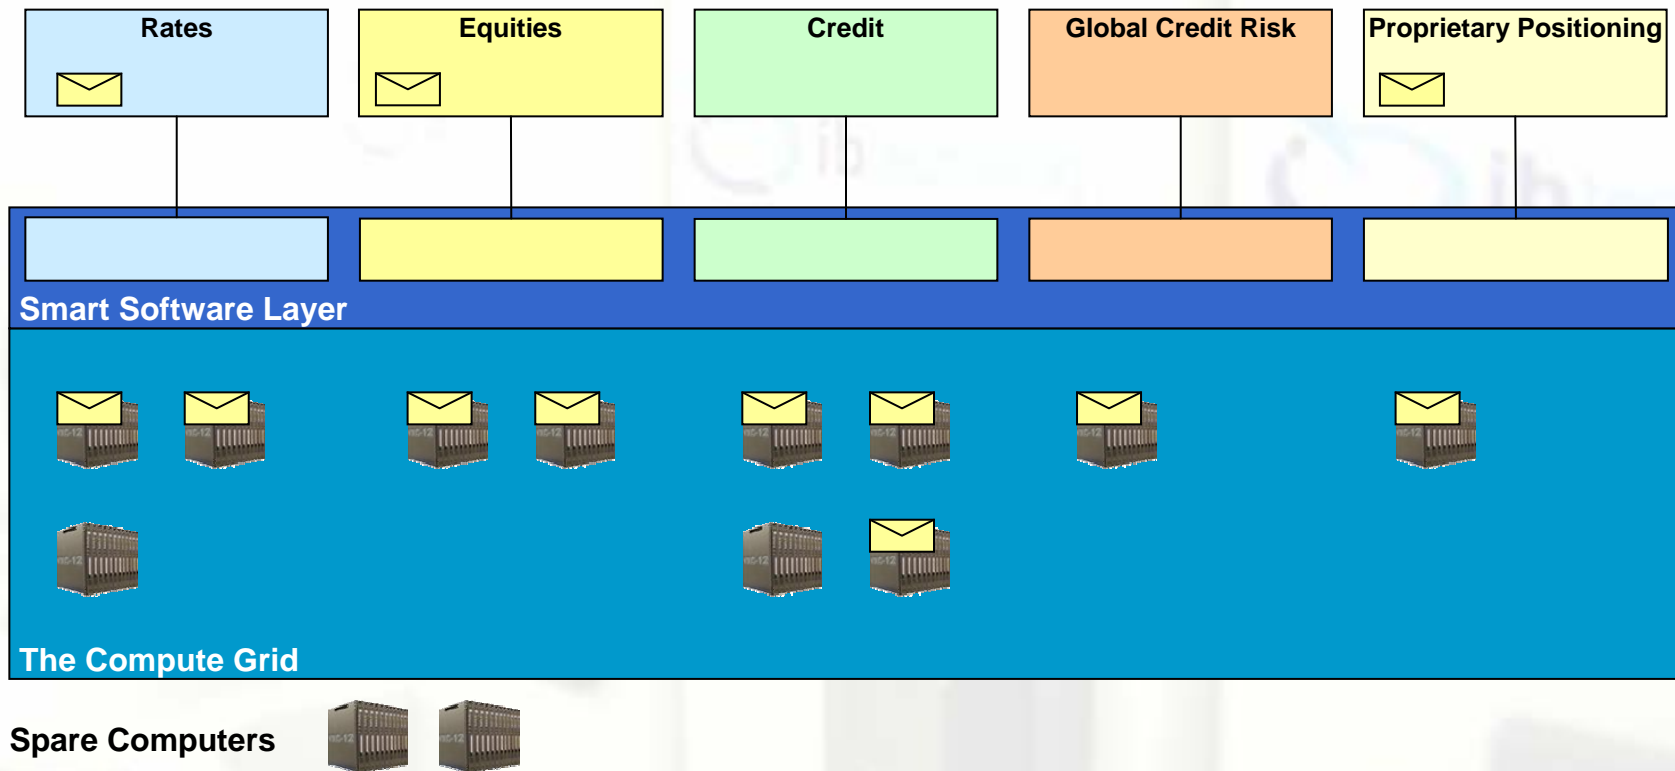 Rates
Equities
Credit
Global Credit Risk
Proprietary Positioning
Smart Software Layer
The Compute Grid
Spare Computers